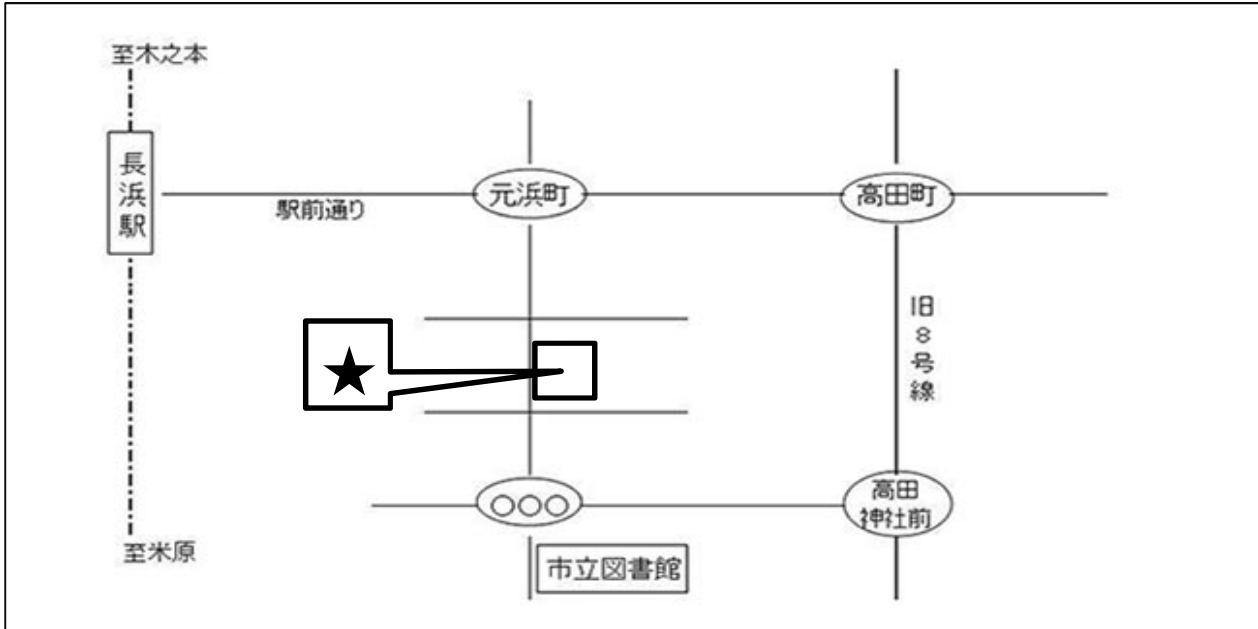 至木之本
長浜駅
駅前通り
元浜町
高田町
旧8号線
★
○○○
高田
神社前
至米原
市立図書館